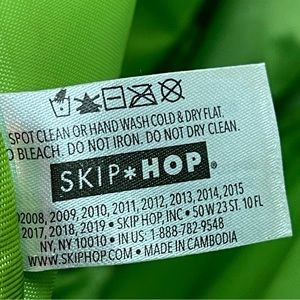 SPOT CLEAN OR HAND WASH COLD & DRY FLAT.
BLEACH. DO NOT IRON. DO NOT DRY CLEAN.
SKIP*HOP®
2008, 2009, 2010, 2011, 2012, 2013, 2014, 2015
2017, 2018, 2019 • SKIP HOP, INC • 50 W 23 ST. 10 FL
NY, NY 10010 • IN US: 1-888-782-9548
WWW.SKIPHOP.COM • MADE IN CAMBODIA